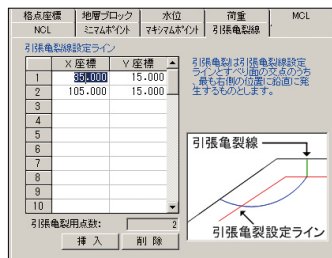 格点座標 地層ブロック 水位 荷重 MCL
NCL ミニマムポイント マキシマムポイント 引張亀裂線
引張亀裂線設定ライン
X座標 Y座標
1 35.000 15.000
2 105.000 15.000
3
4
5
6
7
8
9
10
引張亀裂用点数: 2
挿 入 削 除
引張亀裂は引張亀裂線設定
ラインとすべり面の交点のうち
、最も右側の位置に鉛直に発
生するものとします。
引張亀裂線
引張亀裂設定ライン